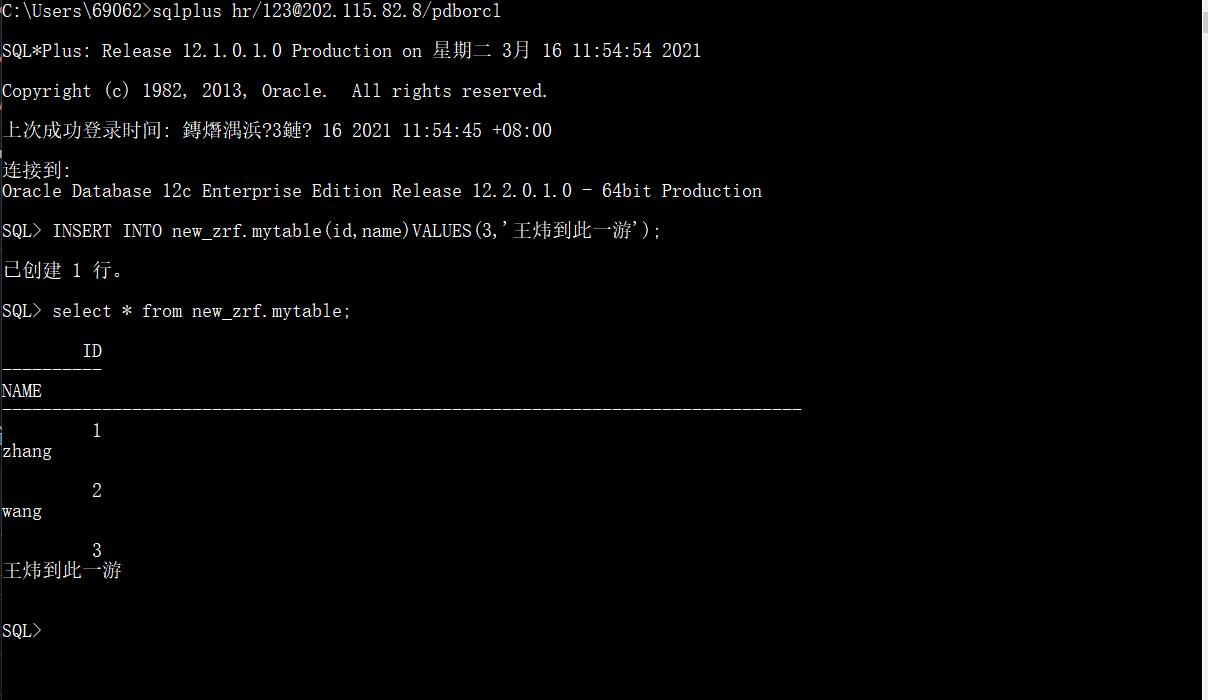 C:\Users\69062>sqlplus hr/123@202.115.82.8/pdborcl
SQL*Plus: Release 12.1.0.1.0 Production on 星期二 3月 16 11:54:54 2021
Copyright (c) 1982, 2013, Oracle.  All rights reserved.
上次成功登录时间: 鏄熸湡浜?3鏈? 16 2021 11:54:45 +08:00
连接到:
Oracle Database 12c Enterprise Edition Release 12.2.0.1.0 - 64bit Production
SQL> INSERT INTO new_zrf.mytable(id,name)VALUES(3,'王炜到此一游');
已创建 1 行。
SQL> select * from new_zrf.mytable;
ID
----------
NAME
--------------------------------------------------------------------------------
1
zhang
2
wang
3
王炜到此一游
SQL>